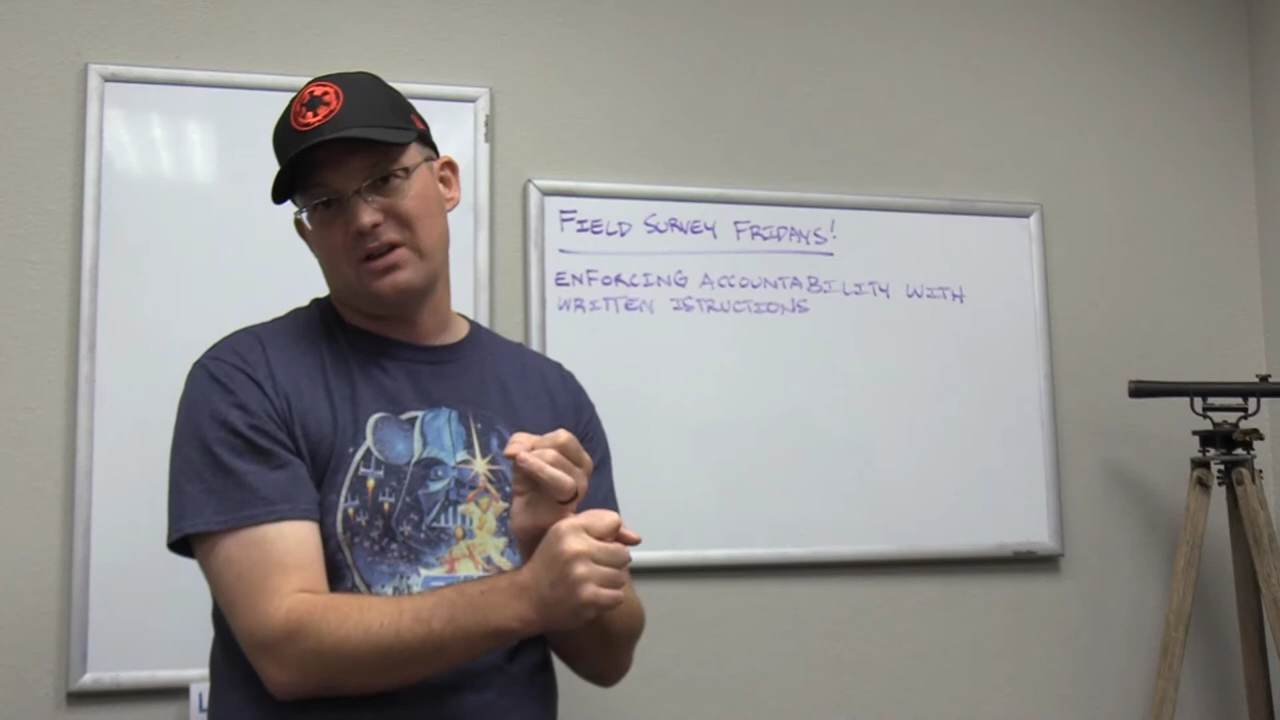 FIELD SURVEY FRIDAYS!
ENFORCING ACCOUNTABILITY WITH
WRITTEN ISTRUCTIONS
L